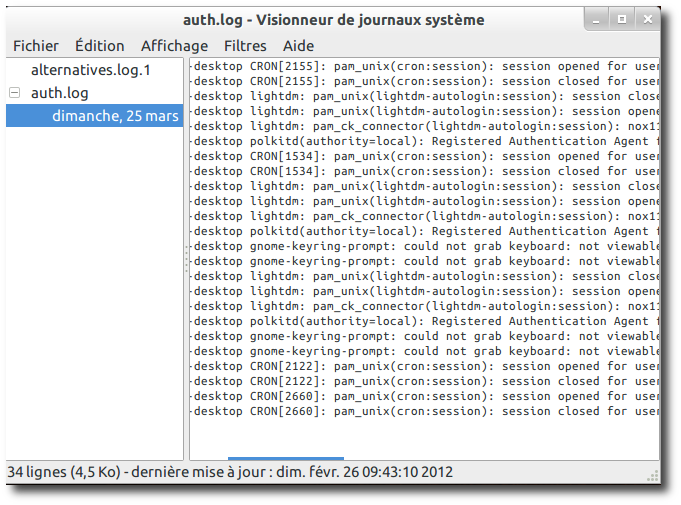 auth.log - Visionneur de journaux système
Fichier Édition Affichage Filtres Aide
alternatives.log.1
auth.log
dimanche, 25 mars
-desktop CRON[2155]: pam_unix(cron:session): session opened for user
-desktop CRON[2155]: pam_unix(cron:session): session closed for user
-desktop lightdm: pam_unix(lightdm-autologin:session): session close
-desktop lightdm: pam_unix(lightdm-autologin:session): session opene
-desktop lightdm: pam_ck_connector(lightdm-autologin:session): nox11
-desktop polkitd(authority=local): Registered Authentication Agent f
-desktop CRON[1534]: pam_unix(cron:session): session opened for user
-desktop CRON[1534]: pam_unix(cron:session): session closed for user
-desktop lightdm: pam_unix(lightdm-autologin:session): session close
-desktop lightdm: pam_unix(lightdm-autologin:session): session opene
-desktop lightdm: pam_ck_connector(lightdm-autologin:session): nox11
-desktop polkitd(authority=local): Registered Authentication Agent f
-desktop gnome-keyring-prompt: could not grab keyboard: not viewable
-desktop gnome-keyring-prompt: could not grab keyboard: not viewable
-desktop lightdm: pam_unix(lightdm-autologin:session): session close
-desktop lightdm: pam_unix(lightdm-autologin:session): session opene
-desktop lightdm: pam_ck_connector(lightdm-autologin:session): nox11
-desktop polkitd(authority=local): Registered Authentication Agent f
-desktop gnome-keyring-prompt: could not grab keyboard: not viewable
-desktop gnome-keyring-prompt: could not grab keyboard: not viewable
-desktop CRON[2122]: pam_unix(cron:session): session opened for user
-desktop CRON[2122]: pam_unix(cron:session): session closed for user
-desktop CRON[2660]: pam_unix(cron:session): session opened for user
-desktop CRON[2660]: pam_unix(cron:session): session closed for user
34 lignes (4,5 Ko) - dernière mise à jour : dim. févr. 26 09:43:10 2012